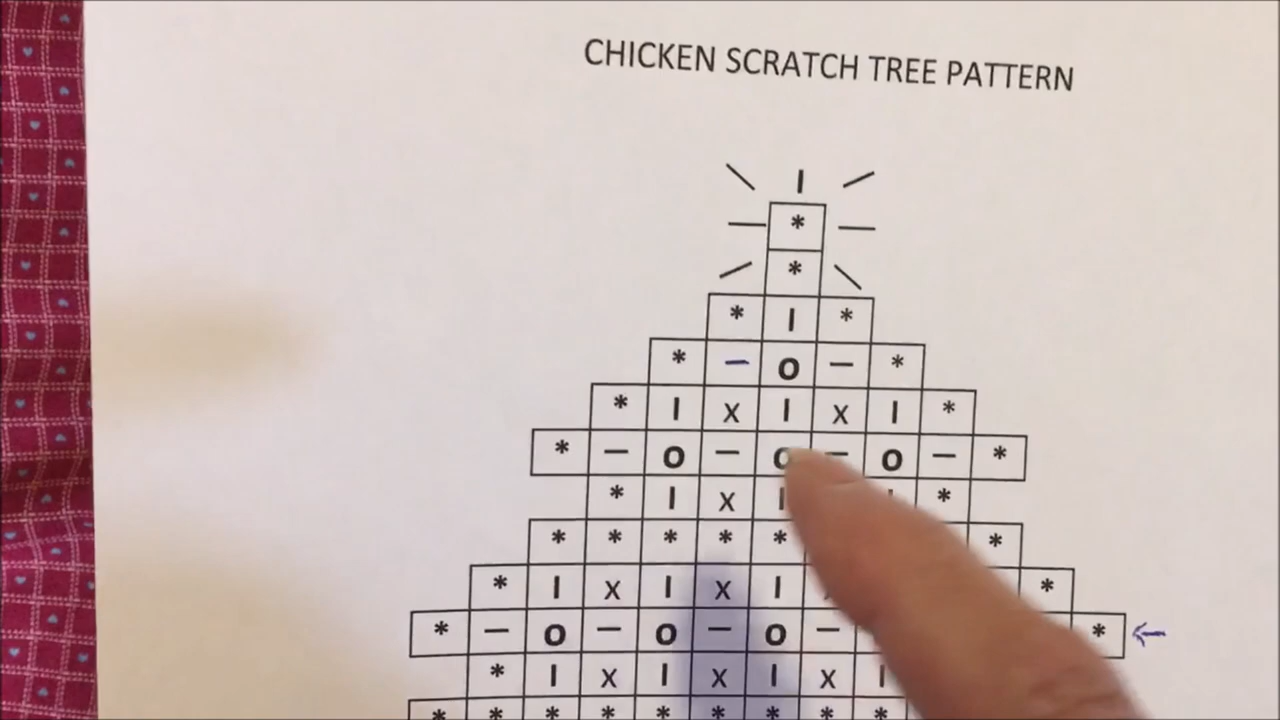 CHICKEN SCRATCH TREE PATTERN
*
*
* I *
* — o — *
* I x I x I *
* — o — o — o — *
* I x I *
* * * * * *
* I x I x I *
* — o — o — o — *
* I x I x I x I
* * * * * * * * *